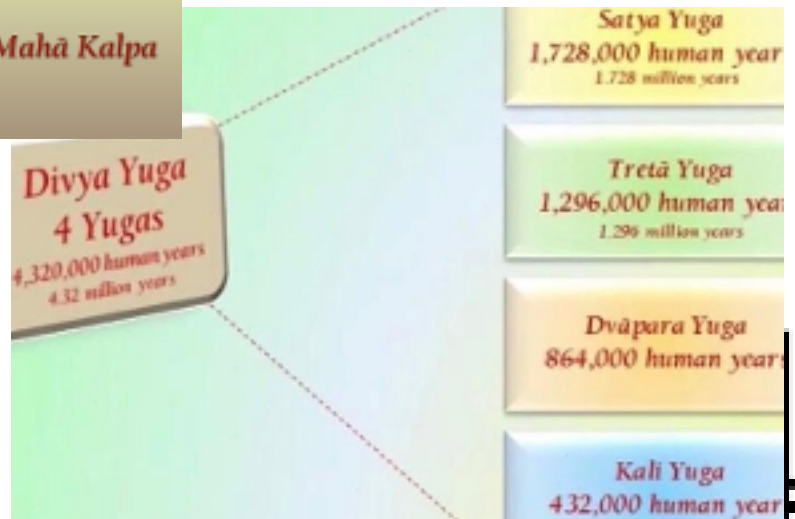 Mahā Kalpa
Divya Yuga
4 Yugas
4,320,000 human years
4.32 million years
Satya Yuga
1,728,000 human year
1.728 million years
Tretā Yuga
1,296,000 human yea
1.296 million years
Dvāpara Yuga
864,000 human years
Kali Yuga
432,000 human year